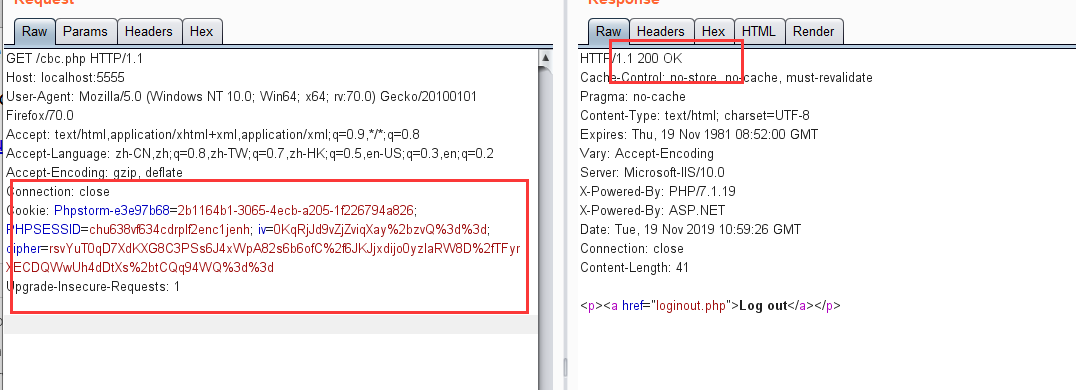 Request
Raw Params Headers Hex
GET /cbc.php HTTP/1.1
Host: localhost:5555
User-Agent: Mozilla/5.0 (Windows NT 10.0; Win64; x64; rv:70.0) Gecko/20100101
Firefox/70.0
Accept: text/html,application/xhtml+xml,application/xml;q=0.9,*/*;q=0.8
Accept-Language: zh-CN,zh;q=0.8,zh-TW;q=0.7,zh-HK;q=0.5,en-US;q=0.3,en;q=0.2
Accept-Encoding: gzip, deflate
Connection: close
Cookie: Phpstorm-e3e97b68=2b1164b1-3065-4ecb-a205-1f226794a826;
PHPSESSID=chu638vf634cdrplf2enc1jenh; iv=0KqRjJd9vZjZviqXay%2bzvQ%3d%3d;
cipher=rsvYuT0qD7XdKXG8C3PSs6J4xWpA82s6b6ofC%2f6JKJjxdijo0yzlaRW8D%2fTFyr
XECDQWwUh4dDtXs%2btCQq94WQ%3d%3d
Upgrade-Insecure-Requests: 1
Response
Raw Headers Hex HTML Render
HTTP/1.1 200 OK
Cache-Control: no-store, no-cache, must-revalidate
Pragma: no-cache
Content-Type: text/html; charset=UTF-8
Expires: Thu, 19 Nov 1981 08:52:00 GMT
Vary: Accept-Encoding
Server: Microsoft-IIS/10.0
X-Powered-By: PHP/7.1.19
X-Powered-By: ASP.NET
Date: Tue, 19 Nov 2019 10:59:26 GMT
Connection: close
Content-Length: 41
<p><a href="loginout.php">Log out</a></p>